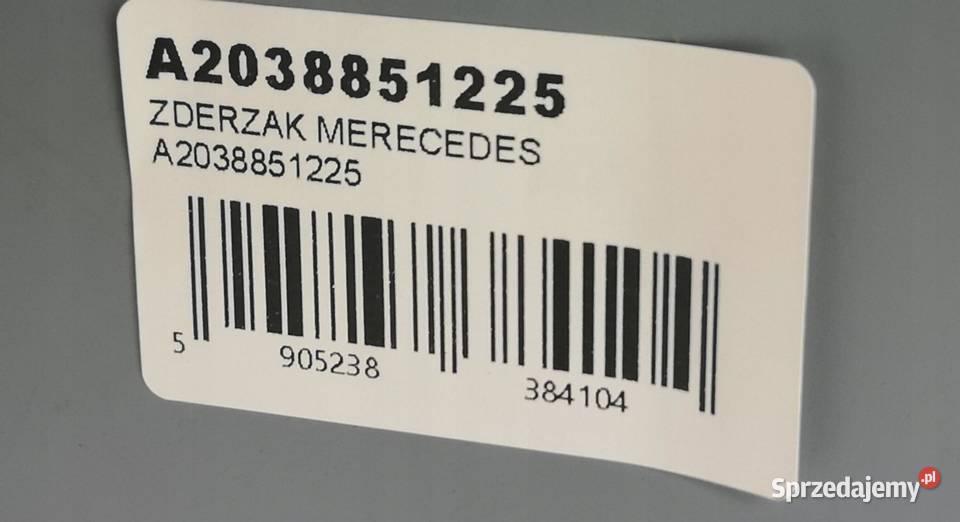 A2038851225
ZDERZAK MERECEDES
A2038851225
5 905238 384104
Sprzedajemy.pl